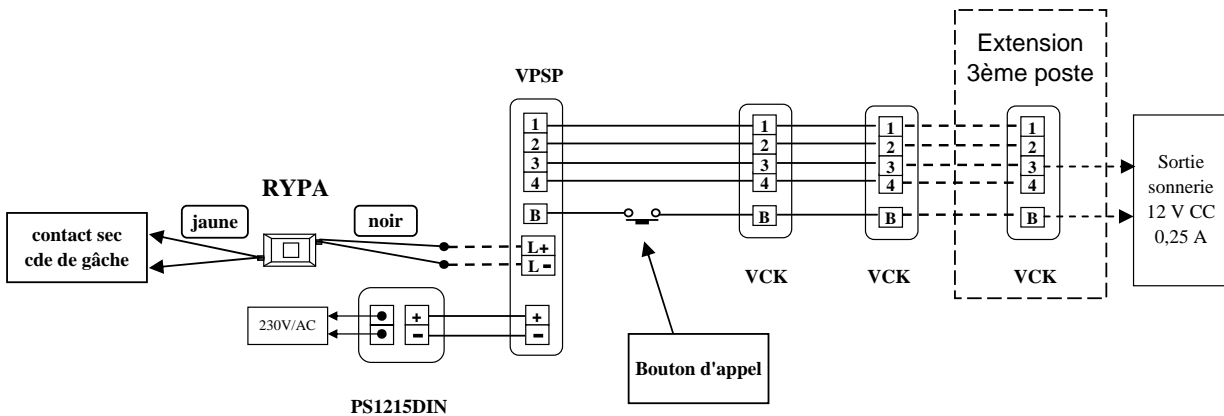 Extension
3ème poste
VPSP
1
2
3
4
B
L+
L-
+
-
1
2
3
4
B
VCK
1
2
3
4
B
VCK
1
2
3
4
B
VCK
Sortie
sonnerie
12 V CC
0,25 A
RYPA
jaune
noir
contact sec
cde de gâche
230V/AC
+
-
PS1215DIN
Bouton d'appel